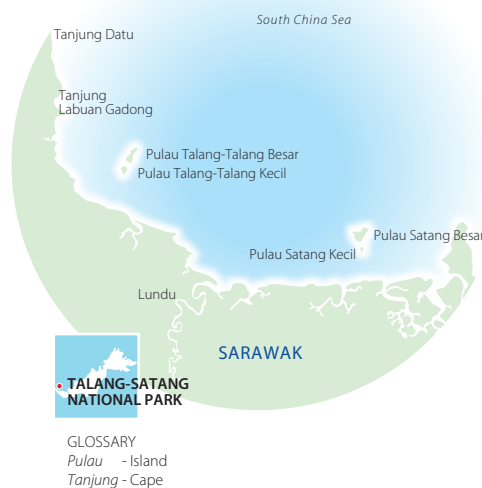 South China Sea
Tanjung Datu
Tanjung
Labuan Gadong
Pulau Talang-Talang Besar
Pulau Talang-Talang Kecil
Pulau Satang Besar
Pulau Satang Kecil
Lundu
SARAWAK
TALANG-SATANG
NATIONAL PARK
GLOSSARY
Pulau - Island
Tanjung - Cape